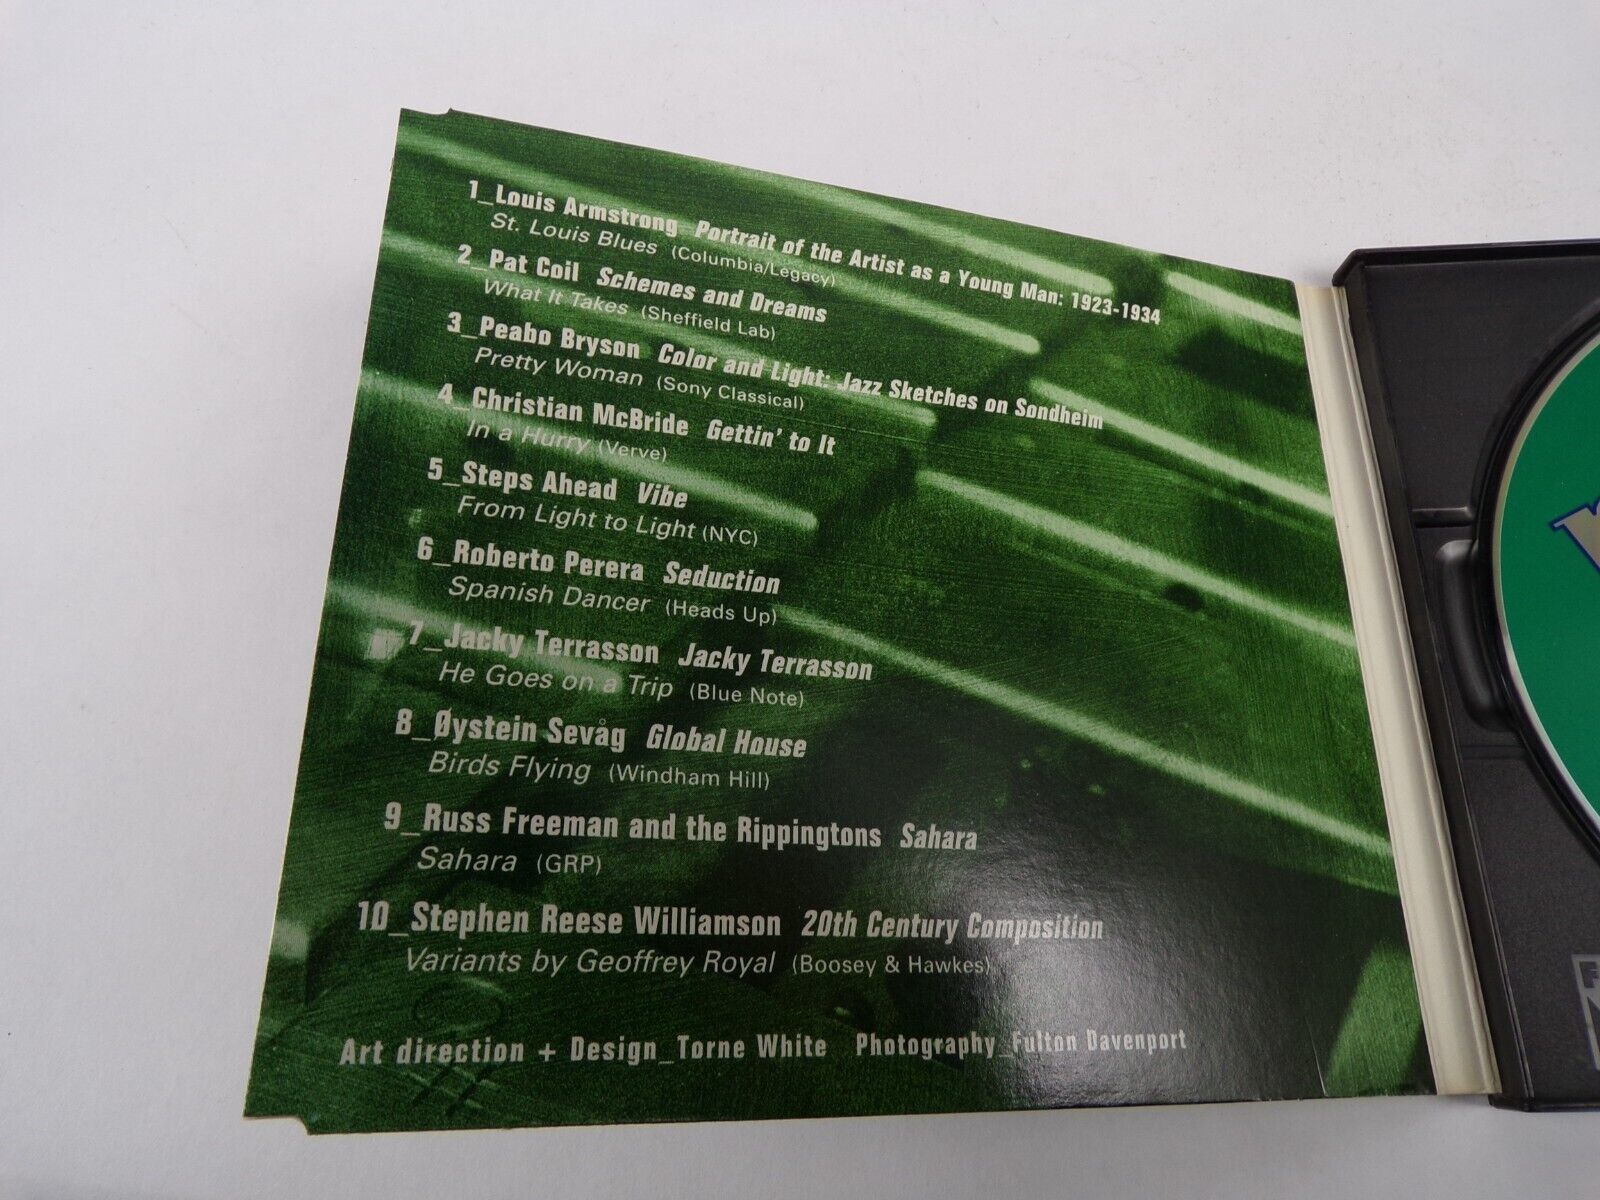 1_Louis Armstrong Portrait of the Artist as a Young Man: 1923-1934
St. Louis Blues (Columbia/Legacy)
2_Pat Coil Schemes and Dreams
What It Takes (Sheffield Lab)
3_Peabo Bryson Color and Light: Jazz Sketches on Sondheim
Pretty Woman (Sony Classical)
4_Christian McBride Gettin' to It
In a Hurry (Verve)
5_Steps Ahead Vibe
From Light to Light (NYC)
6_Roberto Perera Seduction
Spanish Dancer (Heads Up)
7_Jacky Terrasson Jacky Terrasson
He Goes on a Trip (Blue Note)
8_Øystein Sevåg Global House
Birds Flying (Windham Hill)
9_Russ Freeman and the Rippingtons Sahara
Sahara (GRP)
10_Stephen Reese Williamson 20th Century Composition
Variants by Geoffrey Royal (Boosey & Hawkes)
Art direction + Design_Torne White Photography_Fulton Davenport